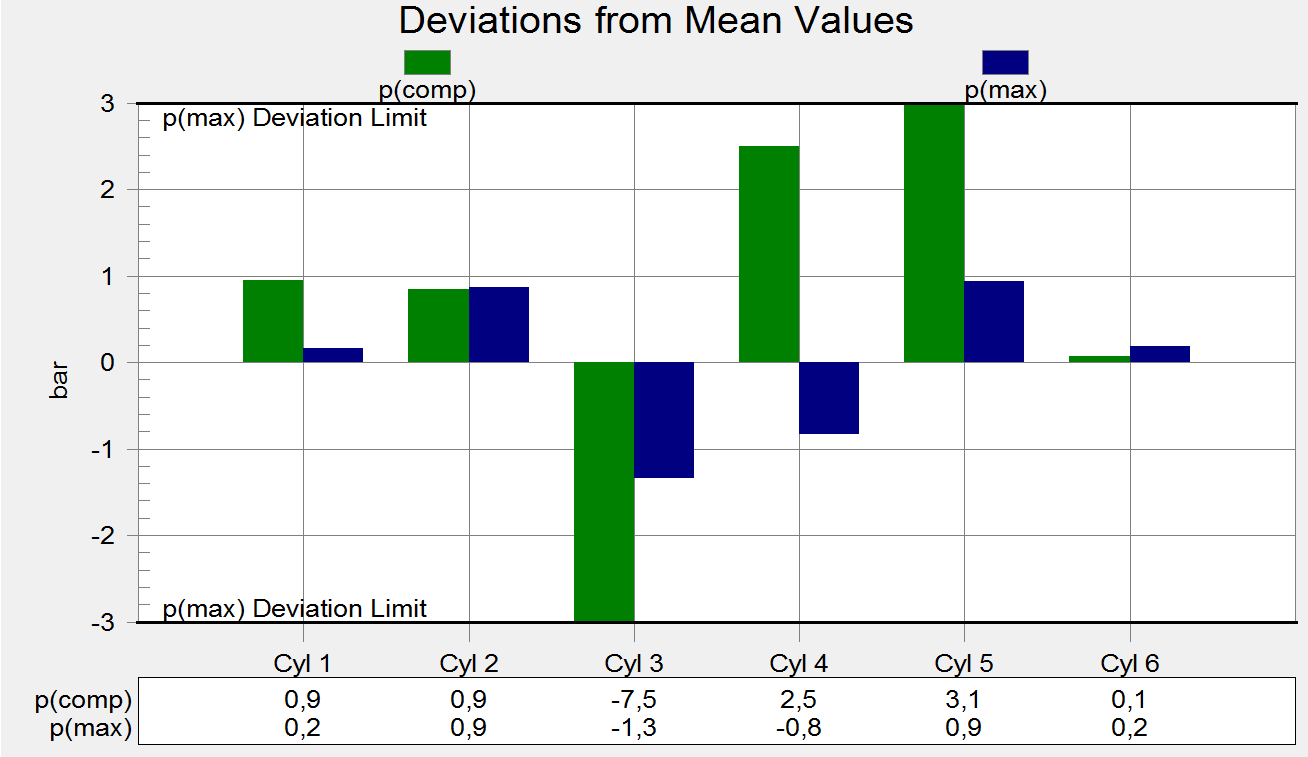 Deviations from Mean Values
p(comp) p(max)
3
p(max) Deviation Limit
2
1
0
bar
-1
-2
p(max) Deviation Limit
-3
Cyl 1 Cyl 2 Cyl 3 Cyl 4 Cyl 5 Cyl 6
p(comp) 0,9 0,9 -7,5 2,5 3,1 0,1
p(max) 0,2 0,9 -1,3 -0,8 0,9 0,2